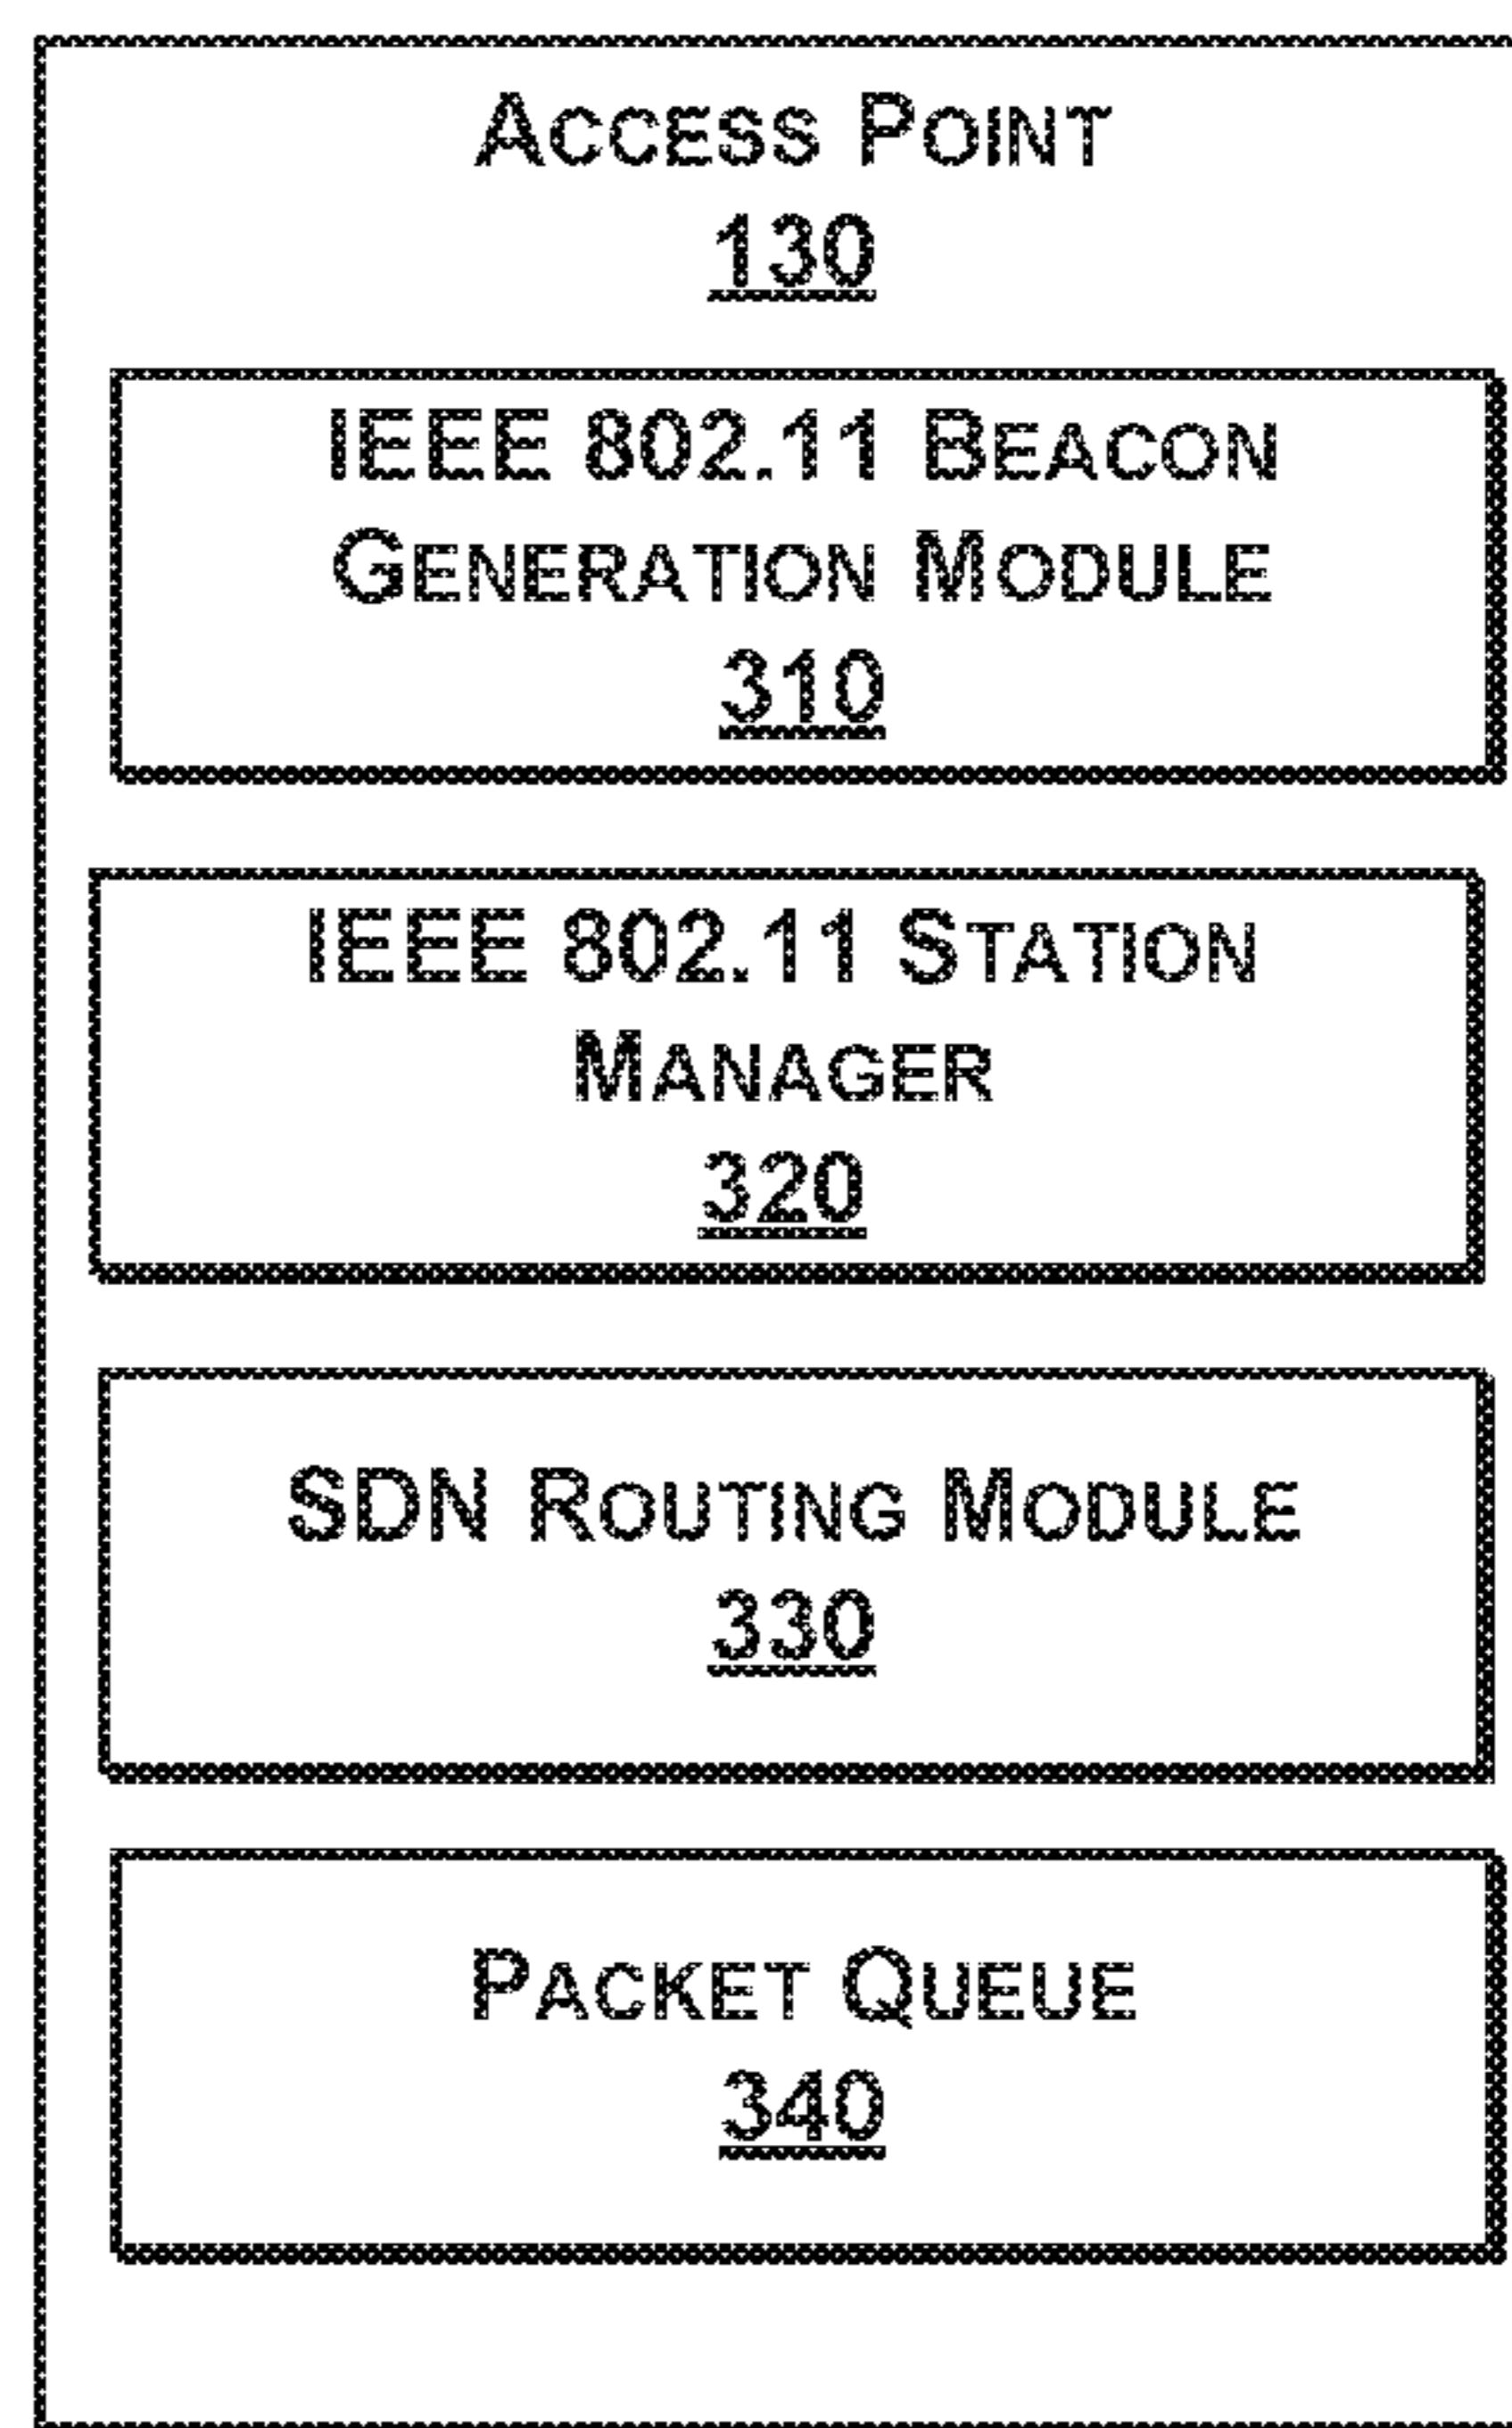 ACCESS POINT
130
IEEE 802.11 BEACON
GENERATION MODULE
310
IEEE 802.11 STATION
MANAGER
320
SDN ROUTING MODULE
330
PACKET QUEUE
340